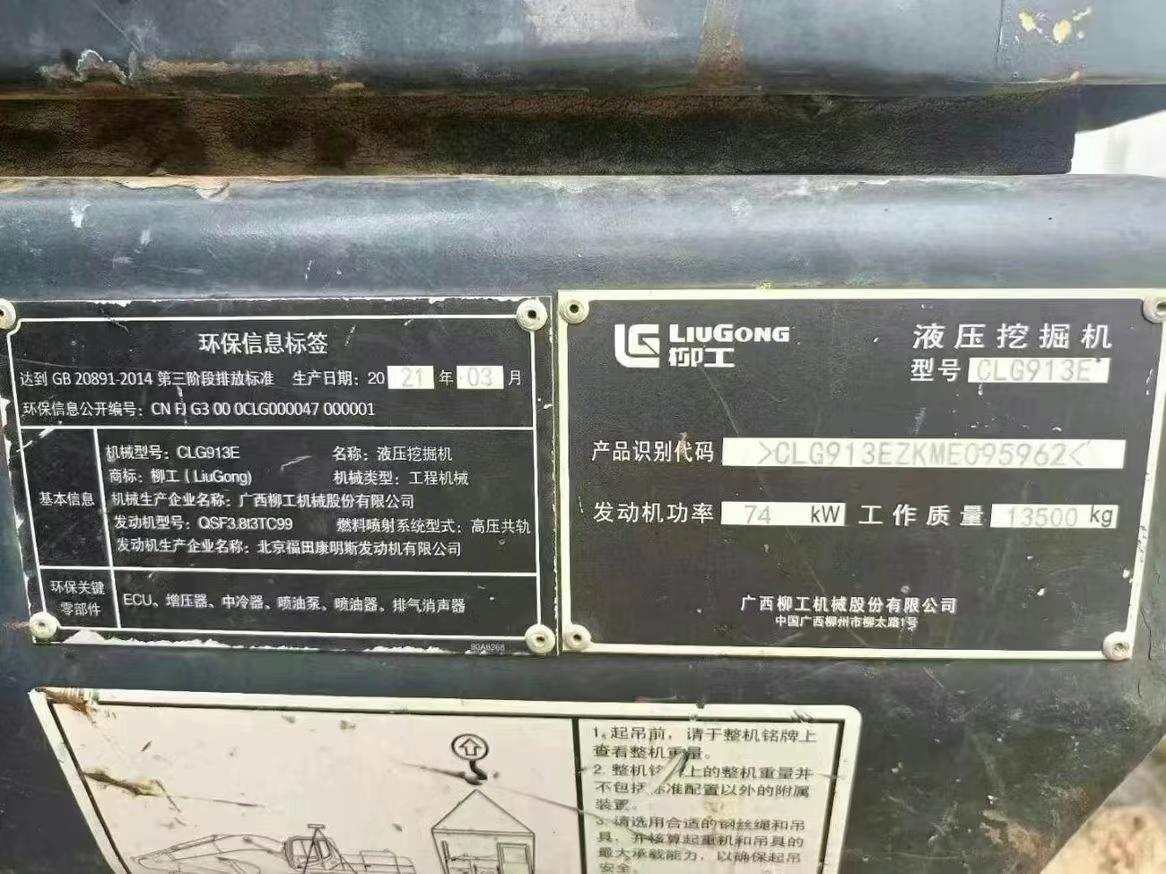 环保信息标签
达到 GB 20891-2014 第三阶段排放标准 生产日期: 20 21 年 03 月
环保信息公开编号: CN FJ G3 00 0CLG000047 000001
基本信息
机械型号: CLG913E 名称: 液压挖掘机
商标: 柳工 (LiuGong) 机械类型: 工程机械
机械生产企业名称: 广西柳工机械股份有限公司
发动机型号: QSF3.8I3TC99 燃料喷射系统型式: 高压共轨
发动机生产企业名称: 北京福田康明斯发动机有限公司
环保关键
零部件
ECU、增压器、中冷器、喷油泵、喷油器、排气消声器
90A8268
LG LIUGONG
柳工
液压挖掘机
型号 CLG913E
产品识别代码 >CLG913EZKME095962<
发动机功率 74 kW 工作质量 13500 kg
广西柳工机械股份有限公司
中国广西柳州市柳太路1号
1. 起吊前, 请于整机铭牌上
查看整机重量。
2. 整机铭 上的整机重量并
不包括 准配置以外的附属
装置。
3. 请选用合适的钢丝绳和吊
具, 并核算起重机和吊具的
最大承载能力, 以确保起吊
安全。